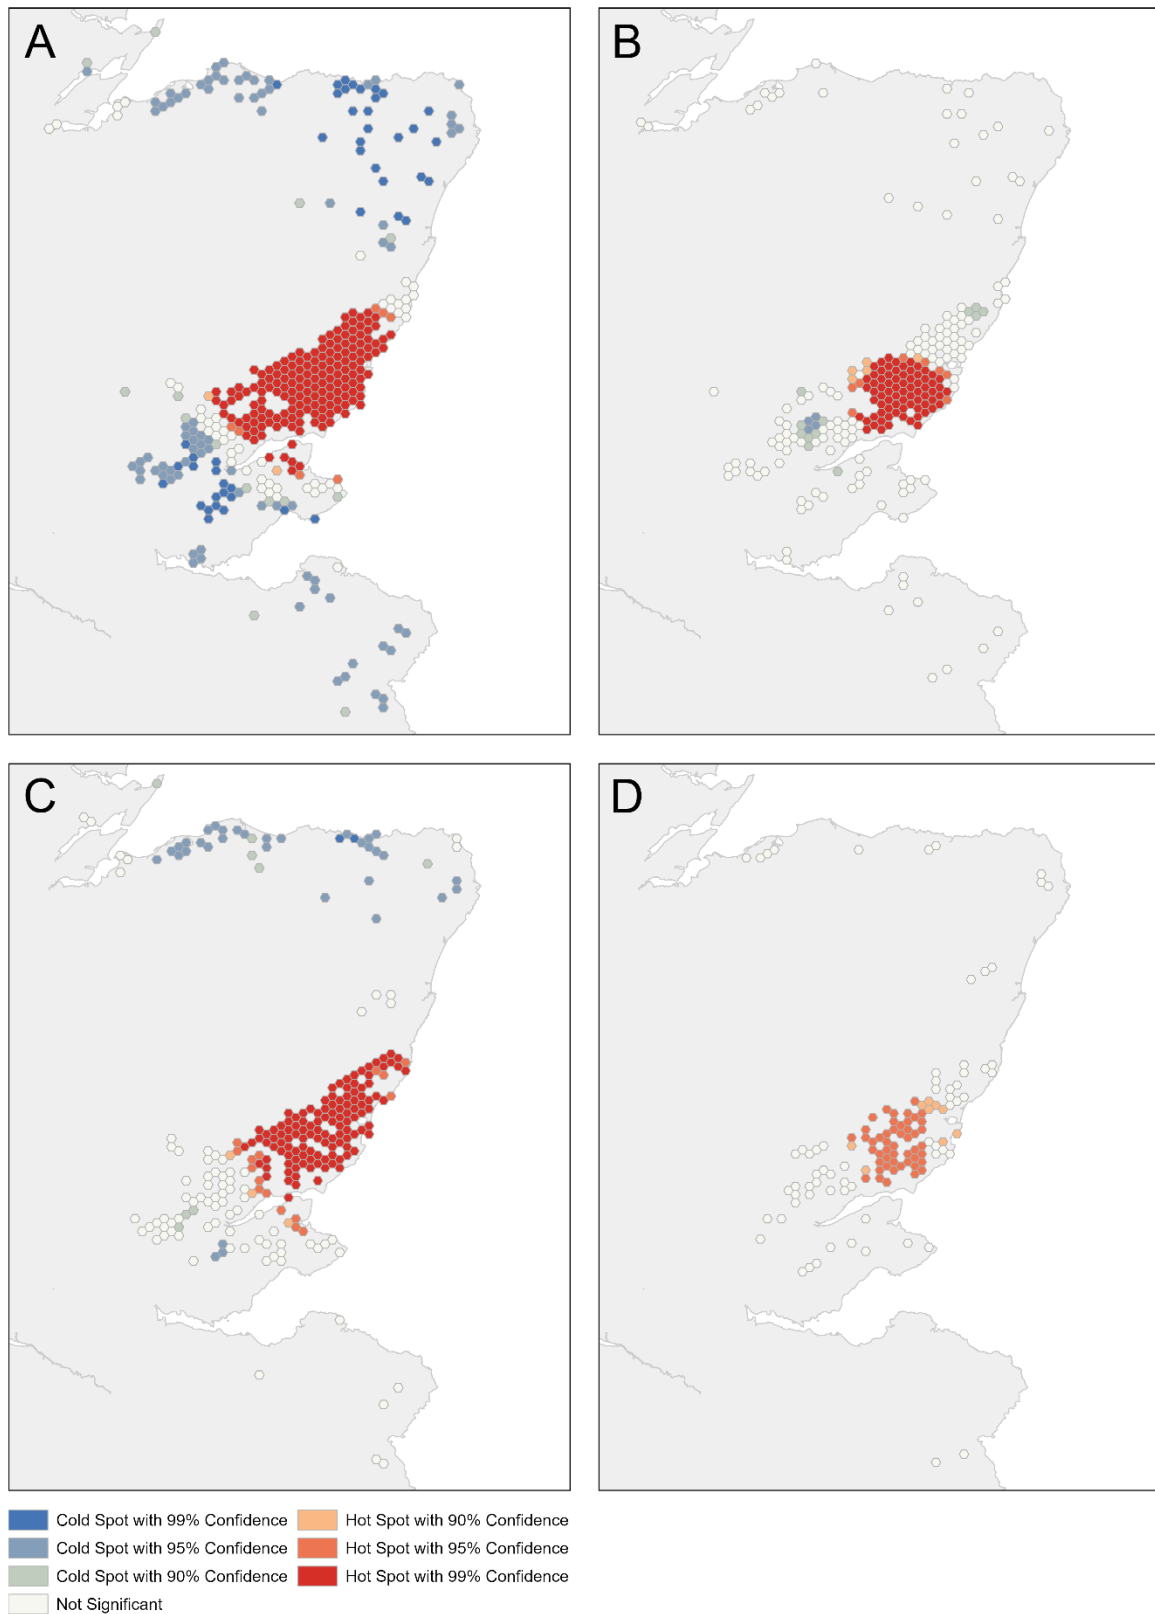 A
B
C
D
Cold Spot with 99% Confidence
Hot Spot with 90% Confidence
Cold Spot with 95% Confidence
Hot Spot with 95% Confidence
Cold Spot with 90% Confidence
Hot Spot with 99% Confidence
Not Significant